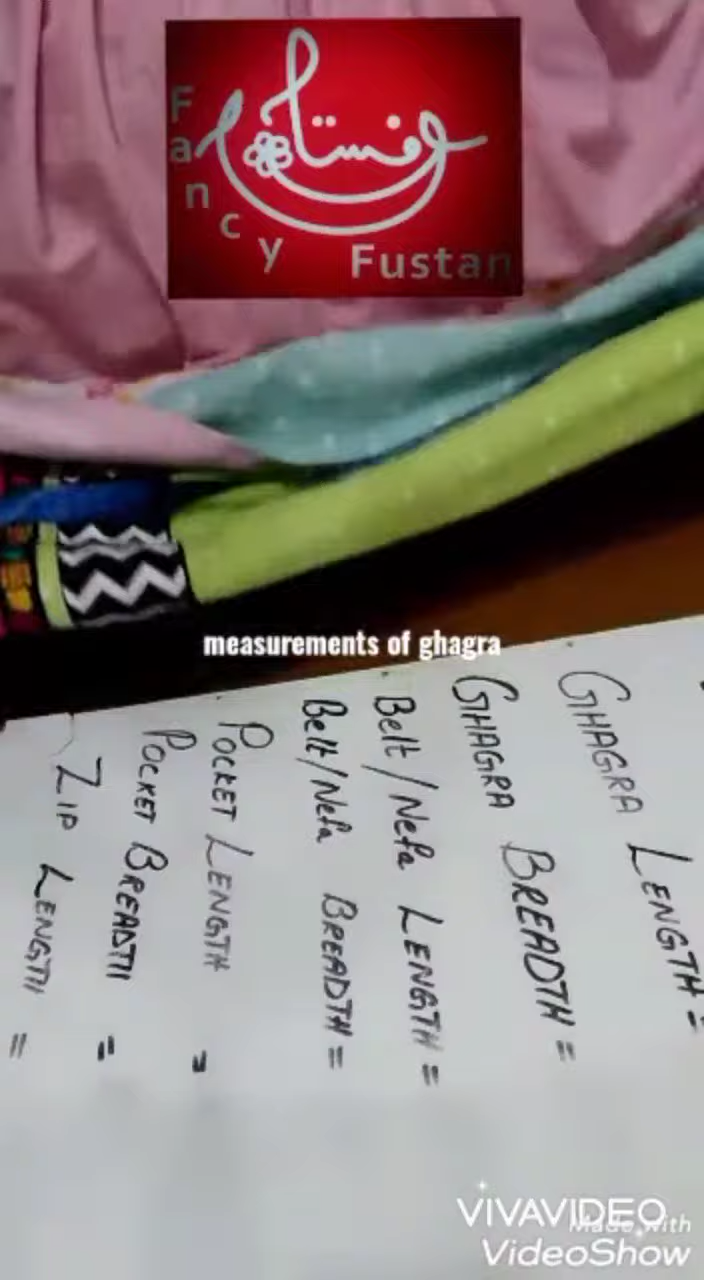 فستان
Fancy Fustan
measurements of ghagra
GHAGRA LENGTH =
GHAGRA BREADTH =
Belt/Nefa LENGTH =
Belt/Nefa BREADTH =
POCKET LENGTH =
POCKET BREADTH =
ZIP LENGTH =
VIVAVIDEO
Made with
VideoShow